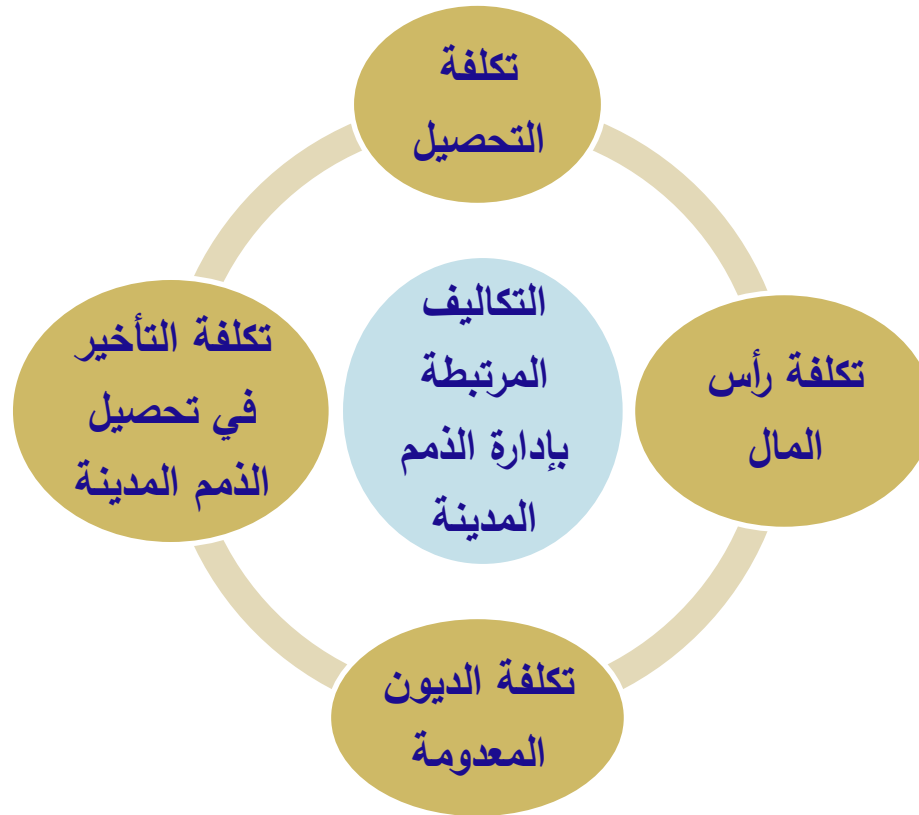 تكلفة
التحصيل
التكاليف
المرتبطة
بإدارة الذمم
المدينة
تكلفة رأس
المال
تكلفة الديون
المعدومة
تكلفة التأخير
في تحصيل
الذمم المدينة